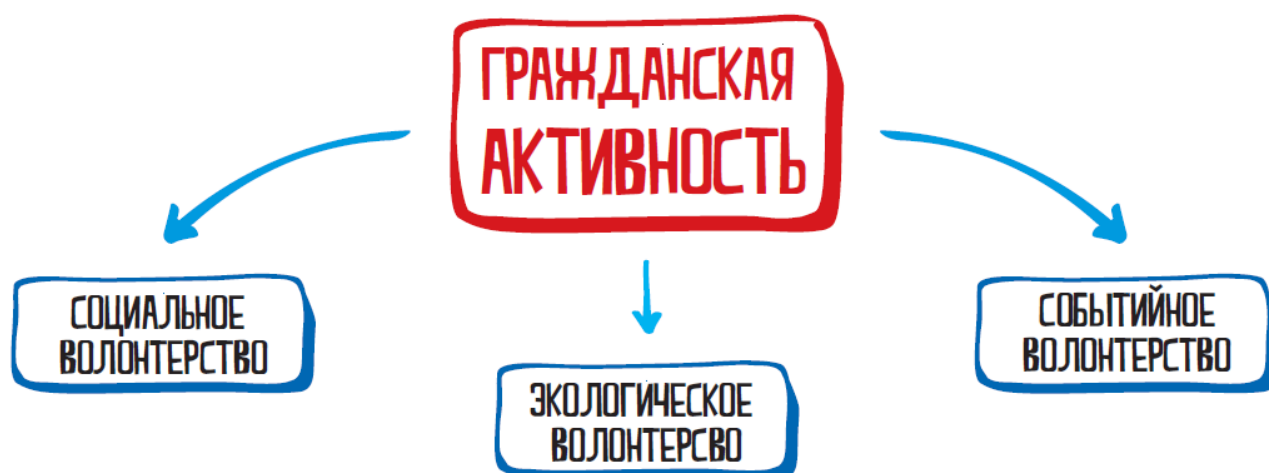 ГРАЖДАНСКАЯ
АКТИВНОСТЬ
СОЦИАЛЬНОЕ
ВОЛОНТЕРСТВО
ЭКОЛОГИЧЕСКОЕ
ВОЛОНТЕРСВО
СОБЫТИЙНОЕ
ВОЛОНТЕРСТВО